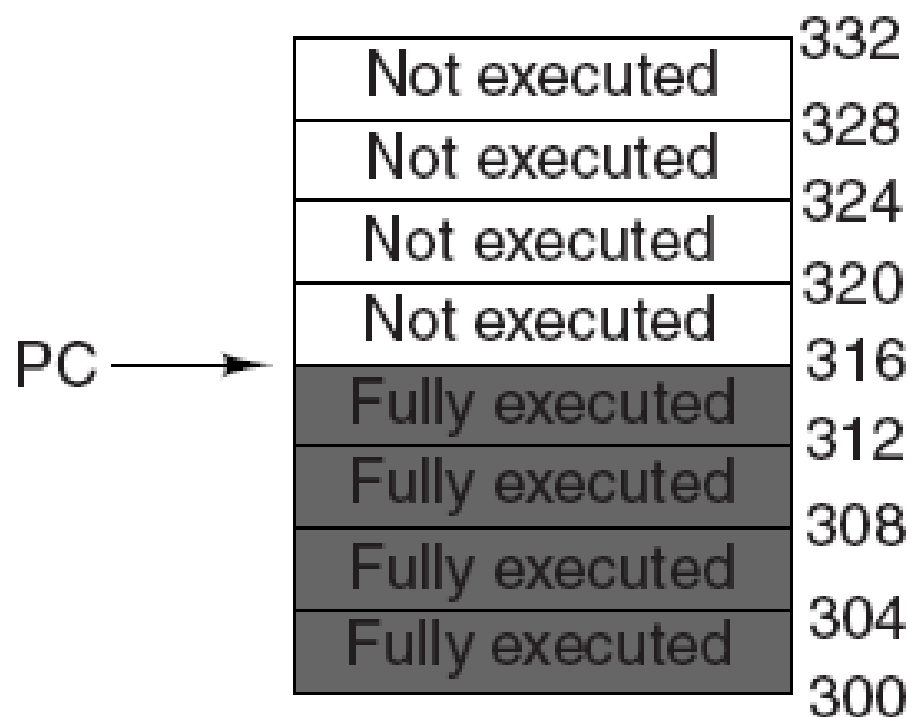 332
Not executed
328
Not executed
324
Not executed
320
Not executed
PC
316
Fully executed
312
Fully executed
308
Fully executed
304
Fully executed
300